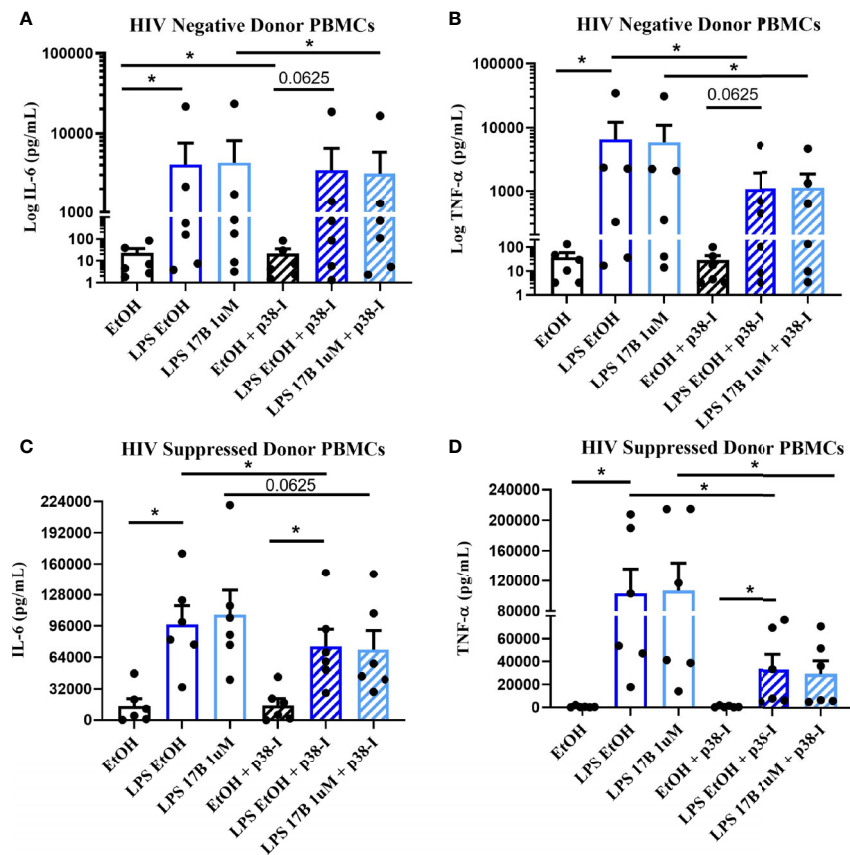 A
HIV Negative Donor PBMCs
*
*
*
0.0625
100000
10000
1000
100
10
1
Log IL-6 (pg/mL)
EtOH
LPS EtOH
LPS 17B 1uM
EtOH + p38-I
LPS EtOH + p38-I
LPS 17B 1uM + p38-I
B
HIV Negative Donor PBMCs
*
*
*
0.0625
100000
10000
1000
100
10
1
Log TNF-α (pg/mL)
EtOH
LPS EtOH
LPS 17B 1uM
EtOH + p38-I
LPS EtOH + p38-I
LPS 17B 1uM + p38-I
C
HIV Suppressed Donor PBMCs
*
0.0625
*
*
224000
192000
160000
128000
96000
64000
32000
0
IL-6 (pg/mL)
EtOH
LPS EtOH
LPS 17B 1uM
EtOH + p38-I
LPS EtOH + p38-I
LPS 17B 1uM + p38-I
D
HIV Suppressed Donor PBMCs
*
*
*
*
240000
200000
160000
120000
80000
60000
40000
20000
0
TNF-α (pg/mL)
EtOH
LPS EtOH
LPS 17B 1uM
EtOH + p38-I
LPS EtOH + p38-I
LPS 17B 1uM + p38-I